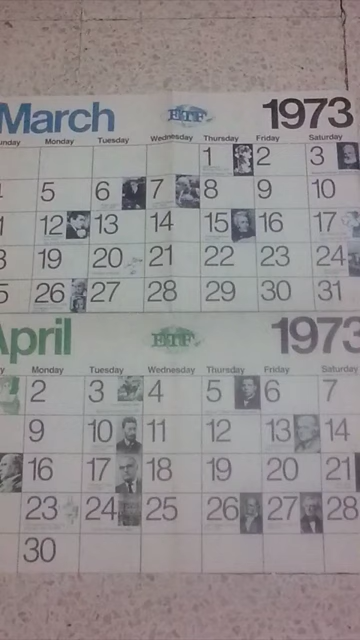 March ETF 1973
Monday Tuesday Wednesday Thursday Friday Saturday
1 2 3
5 6 7 8 9 10
12 13 14 15 16 17
19 20 21 22 23 24
26 27 28 29 30 31
April ETF 1973
Monday Tuesday Wednesday Thursday Friday Saturday
2 3 4 5 6 7
9 10 11 12 13 14
16 17 18 19 20 21
23 24 25 26 27 28
30